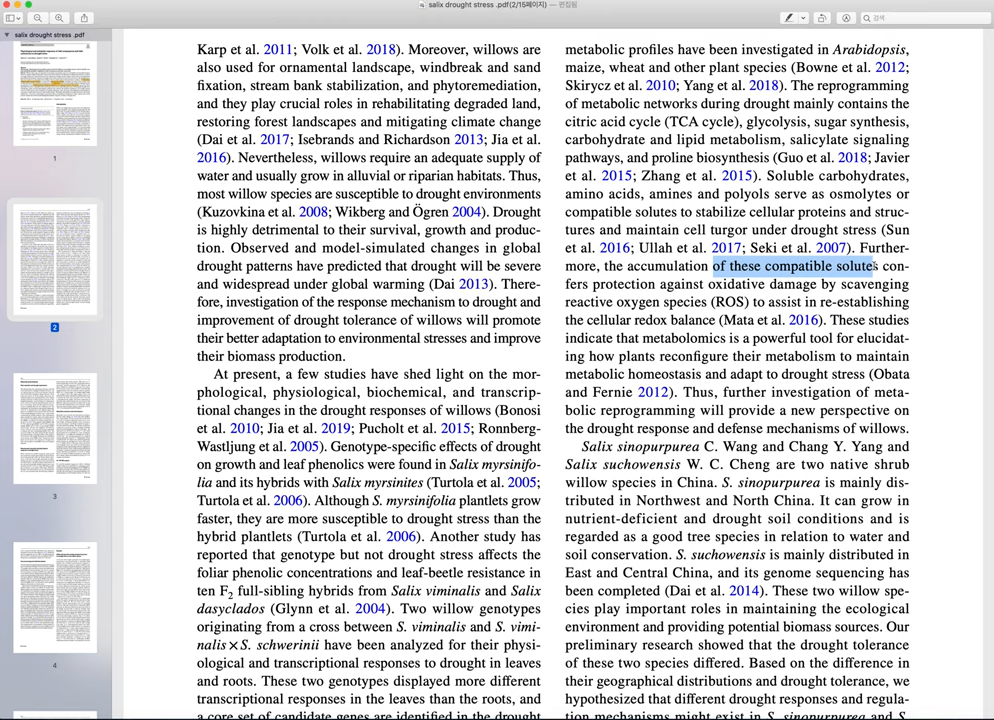 salix drought stress .pdf(2/15페이지) — 편집됨
검색
salix drought stress .pdf
1
2
3
4
Karp et al. 2011; Volk et al. 2018). Moreover, willows are
also used for ornamental landscape, windbreak and sand
fixation, stream bank stabilization, and phytoremediation,
and they play crucial roles in rehabilitating degraded land,
restoring forest landscapes and mitigating climate change
(Dai et al. 2017; Isebrands and Richardson 2013; Jia et al.
2016). Nevertheless, willows require an adequate supply of
water and usually grow in alluvial or riparian habitats. Thus,
most willow species are susceptible to drought environments
(Kuzovkina et al. 2008; Wikberg and Ögren 2004). Drought
is highly detrimental to their survival, growth and produc-
tion. Observed and model-simulated changes in global
drought patterns have predicted that drought will be severe
and widespread under global warming (Dai 2013). There-
fore, investigation of the response mechanism to drought and
improvement of drought tolerance of willows will promote
their better adaptation to environmental stresses and improve
their biomass production.
At present, a few studies have shed light on the mor-
phological, physiological, biochemical, and transcrip-
tional changes in the drought responses of willows (Bonosi
et al. 2010; Jia et al. 2019; Pucholt et al. 2015; Ronnberg-
Wastljung et al. 2005). Genotype-specific effects of drought
on growth and leaf phenolics were found in Salix myrsinifo-
lia and its hybrids with Salix myrsinites (Turtola et al. 2005;
Turtola et al. 2006). Although S. myrsinifolia plantlets grow
faster, they are more susceptible to drought stress than the
hybrid plantlets (Turtola et al. 2006). Another study has
reported that genotype but not drought stress affects the
foliar phenolic concentrations and leaf-beetle resistance in
ten F2 full-sibling hybrids from Salix viminalis and Salix
dasyclados (Glynn et al. 2004). Two willow genotypes
originating from a cross between S. viminalis and S. vimi-
nalis × S. schwerinii have been analyzed for their physi-
ological and transcriptional responses to drought in leaves
and roots. These two genotypes displayed more different
transcriptional responses in the leaves than the roots, and
a core set of candidate genes are identified in the drought
metabolic profiles have been investigated in Arabidopsis,
maize, wheat and other plant species (Bowne et al. 2012;
Skirycz et al. 2010; Yang et al. 2018). The reprogramming
of metabolic networks during drought mainly contains the
citric acid cycle (TCA cycle), glycolysis, sugar synthesis,
carbohydrate and lipid metabolism, salicylate signaling
pathways, and proline biosynthesis (Guo et al. 2018; Javier
et al. 2015; Zhang et al. 2015). Soluble carbohydrates,
amino acids, amines and polyols serve as osmolytes or
compatible solutes to stabilize cellular proteins and struc-
tures and maintain cell turgor under drought stress (Sun
et al. 2016; Ullah et al. 2017; Seki et al. 2007). Further-
more, the accumulation of these compatible solutes con-
fers protection against oxidative damage by scavenging
reactive oxygen species (ROS) to assist in re-establishing
the cellular redox balance (Mata et al. 2016). These studies
indicate that metabolomics is a powerful tool for elucidat-
ing how plants reconfigure their metabolism to maintain
metabolic homeostasis and adapt to drought stress (Obata
and Fernie 2012). Thus, further investigation of meta-
bolic reprogramming will provide a new perspective on
the drought response and defense mechanisms of willows.
Salix sinopurpurea C. Wang and Chang Y. Yang and
Salix suchowensis W. C. Cheng are two native shrub
willow species in China. S. sinopurpurea is mainly dis-
tributed in Northwest and North China. It can grow in
nutrient-deficient and drought soil conditions and is
regarded as a good tree species in relation to water and
soil conservation. S. suchowensis is mainly distributed in
East and Central China, and its genome sequencing has
been completed (Dai et al. 2014). These two willow spe-
cies play important roles in maintaining the ecological
environment and providing potential biomass sources. Our
preliminary research showed that the drought tolerance
of these two species differed. Based on the difference in
their geographical distributions and drought tolerance, we
hypothesized that different drought responses and regula-
tion mechanisms might exist in S. sinopurpurea and S.